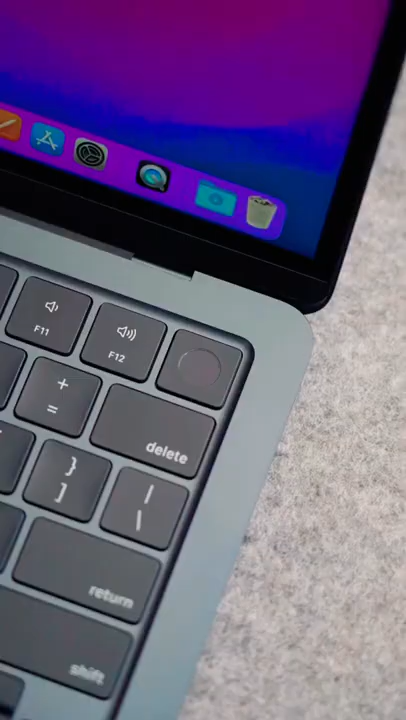 F11
F12
+
=
delete
}
]
|
\
return
shift